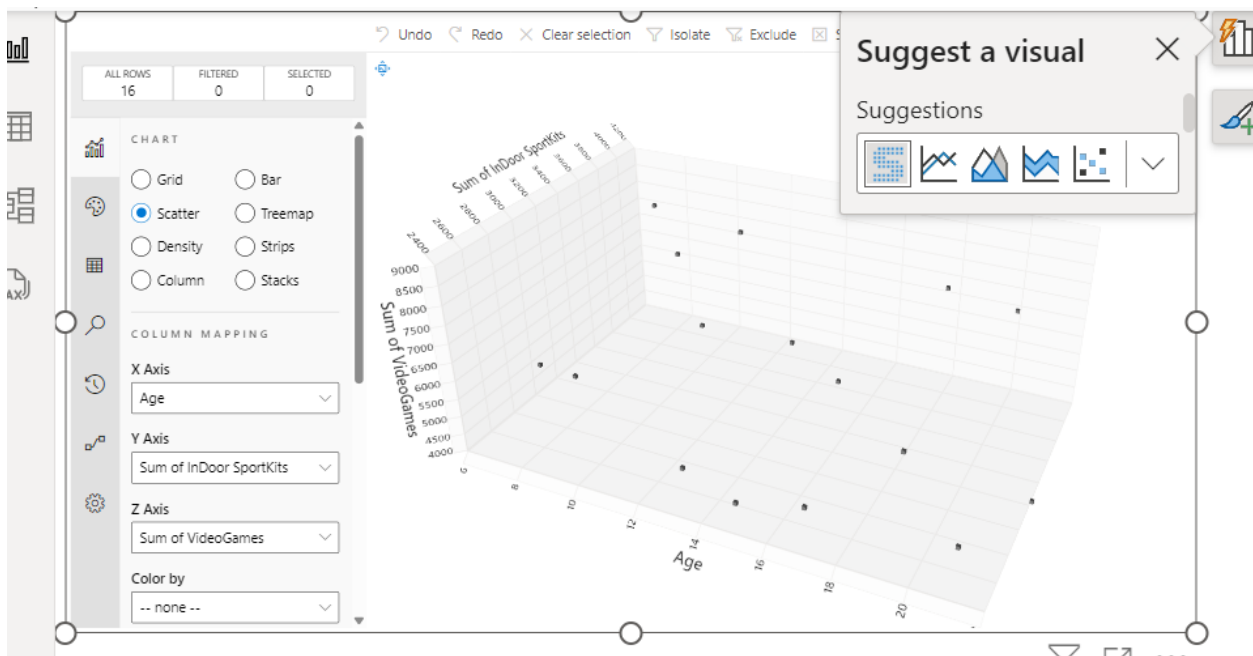 Undo Redo Clear selection Isolate Exclude
Suggest a visual
Suggestions
ALL ROWS FILTERED SELECTED
16 0 0
CHART
Grid Bar
Scatter Treemap
Density Strips
Column Stacks
COLUMN MAPPING
X Axis
Age
Y Axis
Sum of InDoor SportKits
Z Axis
Sum of VideoGames
Color by
-- none --
Sum of InDoor SportKits
2400 2600 2800 3000 3200 3400 3600 3800 4000 4200
Sum of VideoGames
9000
8500
8000
7500
7000
6500
6000
5500
5000
4500
4000
6 8 10 12 14 16 18 20
Age